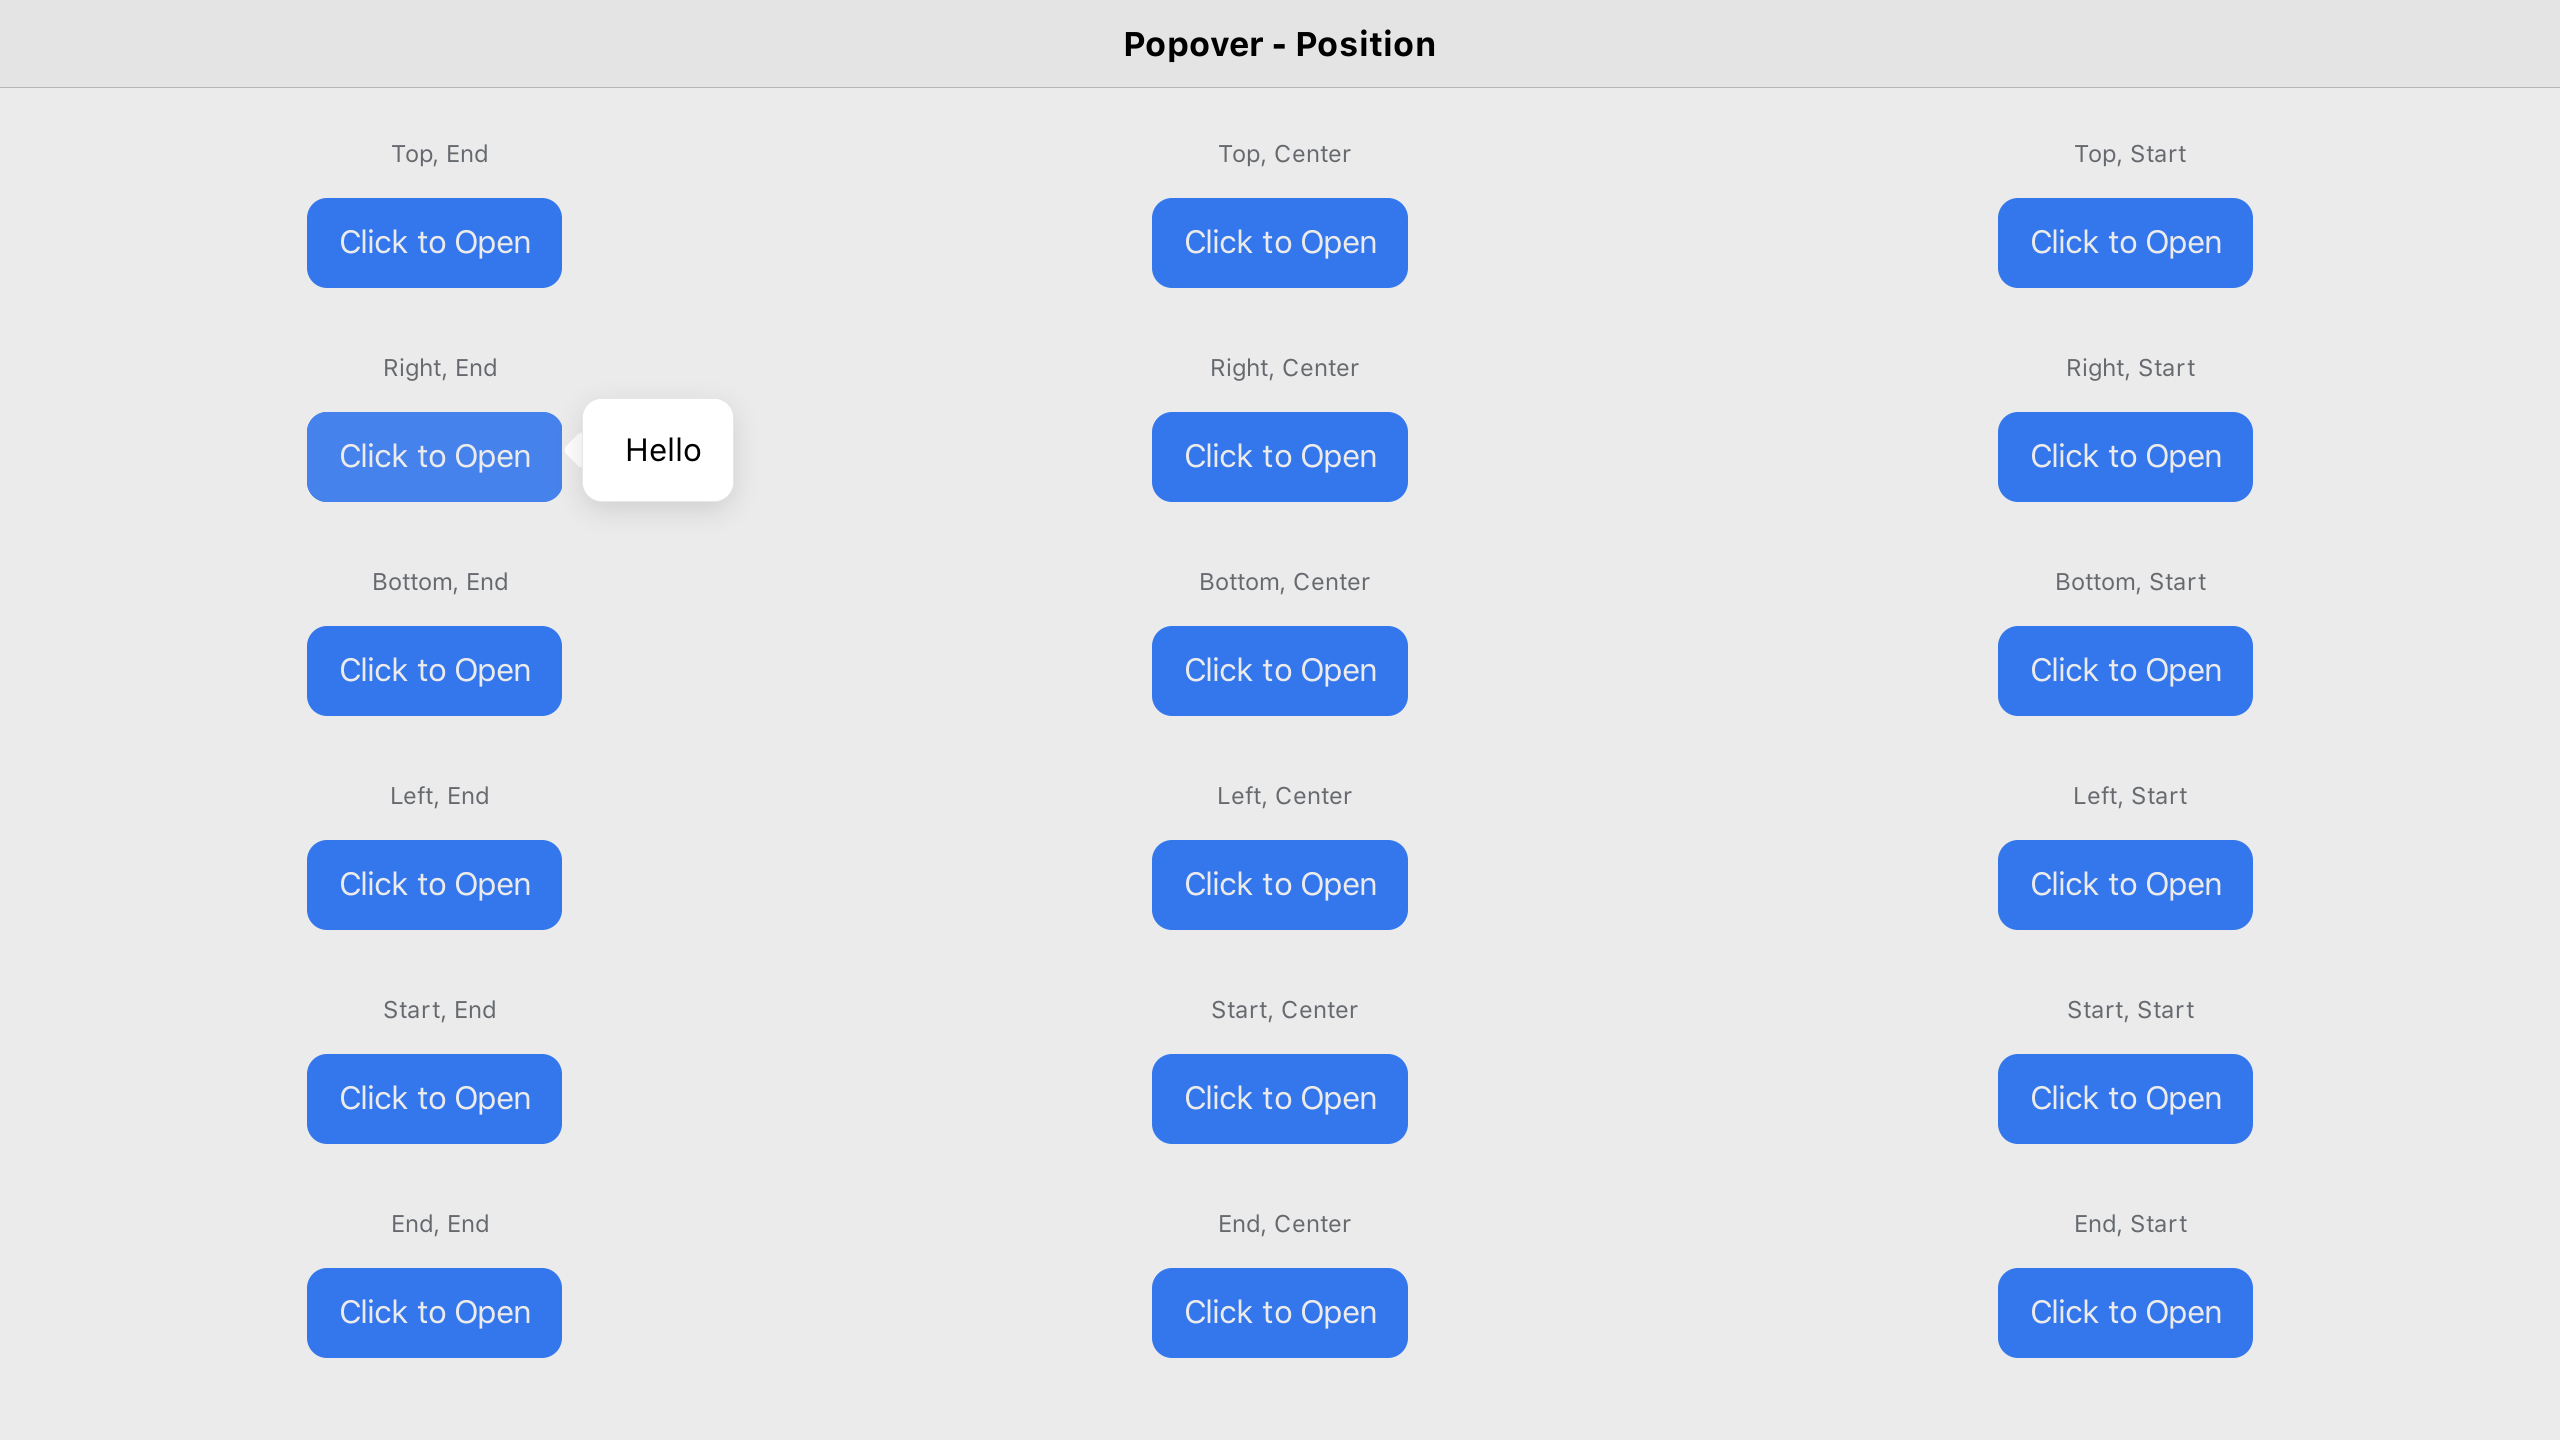 Popover - Position
Top, End
Top, Center
Top, Start
Click to Open
Click to Open
Click to Open
Right, End
Right, Center
Right, Start
Click to Open
Hello
Click to Open
Click to Open
Bottom, End
Bottom, Center
Bottom, Start
Click to Open
Click to Open
Click to Open
Left, End
Left, Center
Left, Start
Click to Open
Click to Open
Click to Open
Start, End
Start, Center
Start, Start
Click to Open
Click to Open
Click to Open
End, End
End, Center
End, Start
Click to Open
Click to Open
Click to Open